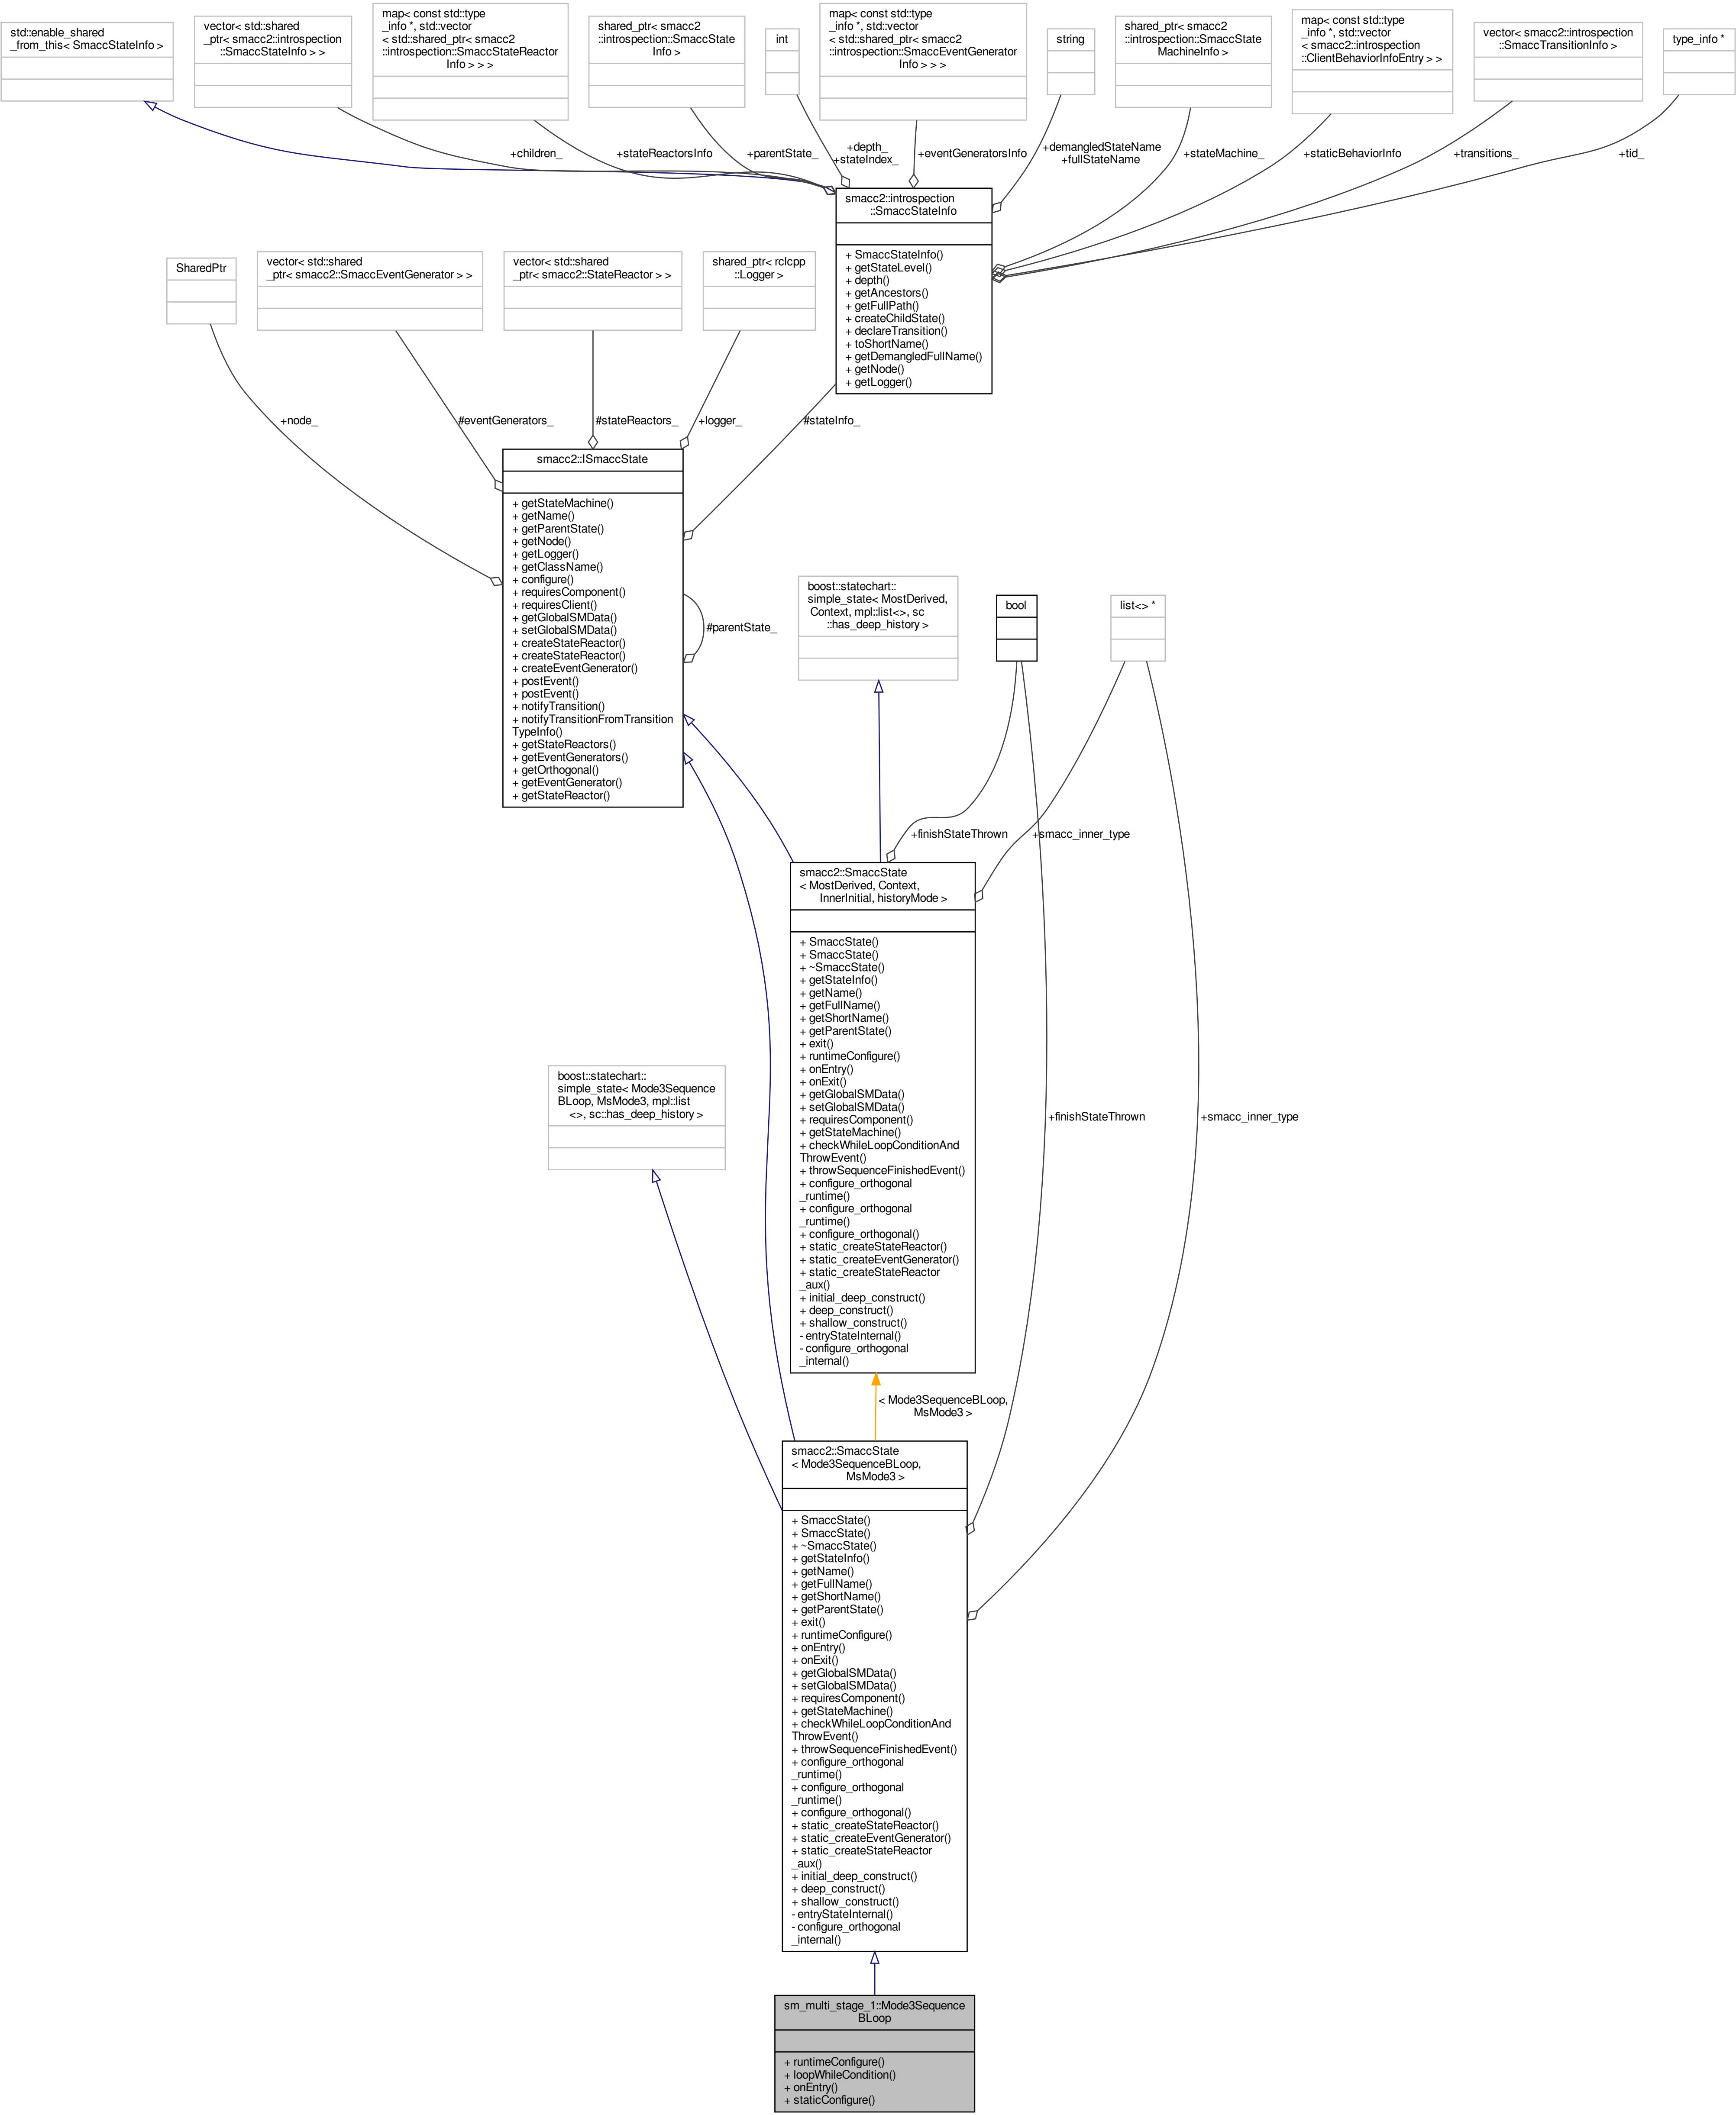 std::enable_shared
_from_this< SmaccStateInfo >
vector< std::shared
_ptr< smacc2::introspection
::SmaccStateInfo > >
map< const std::type
_info *, std::vector
< std::shared_ptr< smacc2
::introspection::SmaccStateReactor
Info > > >
shared_ptr< smacc2
::introspection::SmaccState
Info >
int
map< const std::type
_info *, std::vector
< std::shared_ptr< smacc2
::introspection::SmaccEventGenerator
Info > > >
string
shared_ptr< smacc2
::introspection::SmaccState
MachineInfo >
map< const std::type
_info *, std::vector
< smacc2::introspection
::ClientBehaviorInfoEntry > >
vector< smacc2::introspection
::SmaccTransitionInfo >
type_info *
+children_
+stateReactorsInfo
+parentState_
+depth_
+stateIndex_
+eventGeneratorsInfo
+demangledStateName
+fullStateName
+stateMachine_
+staticBehaviorInfo
+transitions_
+tid_
smacc2::introspection
::SmaccStateInfo
+ SmaccStateInfo()
+ getStateLevel()
+ depth()
+ getAncestors()
+ getFullPath()
+ createChildState()
+ declareTransition()
+ toShortName()
+ getDemangledFullName()
+ getNode()
+ getLogger()
SharedPtr
vector< std::shared
_ptr< smacc2::SmaccEventGenerator > >
vector< std::shared
_ptr< smacc2::StateReactor > >
shared_ptr< rclcpp
::Logger >
+node_
#eventGenerators_
#stateReactors_
+logger_
#stateInfo_
smacc2::ISmaccState
+ getStateMachine()
+ getName()
+ getParentState()
+ getNode()
+ getLogger()
+ getClassName()
+ configure()
+ requiresComponent()
+ requiresClient()
+ getGlobalSMData()
+ setGlobalSMData()
+ createStateReactor()
+ createStateReactor()
+ createEventGenerator()
+ postEvent()
+ postEvent()
+ notifyTransition()
+ notifyTransitionFromTransition
TypeInfo()
+ getStateReactors()
+ getEventGenerators()
+ getOrthogonal()
+ getEventGenerator()
+ getStateReactor()
#parentState_
boost::statechart::
simple_state< MostDerived,
Context, mpl::list<>, sc
::has_deep_history >
bool
list<> *
+finishStateThrown
+smacc_inner_type
smacc2::SmaccState
< MostDerived, Context,
InnerInitial, historyMode >
+ SmaccState()
+ SmaccState()
+ ~SmaccState()
+ getStateInfo()
+ getName()
+ getFullName()
+ getShortName()
+ getParentState()
+ exit()
+ runtimeConfigure()
+ onEntry()
+ onExit()
+ getGlobalSMData()
+ setGlobalSMData()
+ requiresComponent()
+ getStateMachine()
+ checkWhileLoopConditionAnd
ThrowEvent()
+ throwSequenceFinishedEvent()
+ configure_orthogonal
_runtime()
+ configure_orthogonal
_runtime()
+ configure_orthogonal()
+ static_createStateReactor()
+ static_createEventGenerator()
+ static_createStateReactor
_aux()
+ initial_deep_construct()
+ deep_construct()
+ shallow_construct()
- entryStateInternal()
- configure_orthogonal
_internal()
boost::statechart::
simple_state< Mode3Sequence
BLoop, MsMode3, mpl::list
<>, sc::has_deep_history >
+finishStateThrown
+smacc_inner_type
< Mode3SequenceBLoop,
MsMode3 >
smacc2::SmaccState
< Mode3SequenceBLoop,
MsMode3 >
+ SmaccState()
+ SmaccState()
+ ~SmaccState()
+ getStateInfo()
+ getName()
+ getFullName()
+ getShortName()
+ getParentState()
+ exit()
+ runtimeConfigure()
+ onEntry()
+ onExit()
+ getGlobalSMData()
+ setGlobalSMData()
+ requiresComponent()
+ getStateMachine()
+ checkWhileLoopConditionAnd
ThrowEvent()
+ throwSequenceFinishedEvent()
+ configure_orthogonal
_runtime()
+ configure_orthogonal
_runtime()
+ configure_orthogonal()
+ static_createStateReactor()
+ static_createEventGenerator()
+ static_createStateReactor
_aux()
+ initial_deep_construct()
+ deep_construct()
+ shallow_construct()
- entryStateInternal()
- configure_orthogonal
_internal()
sm_multi_stage_1::Mode3Sequence
BLoop
+ runtimeConfigure()
+ loopWhileCondition()
+ onEntry()
+ staticConfigure()